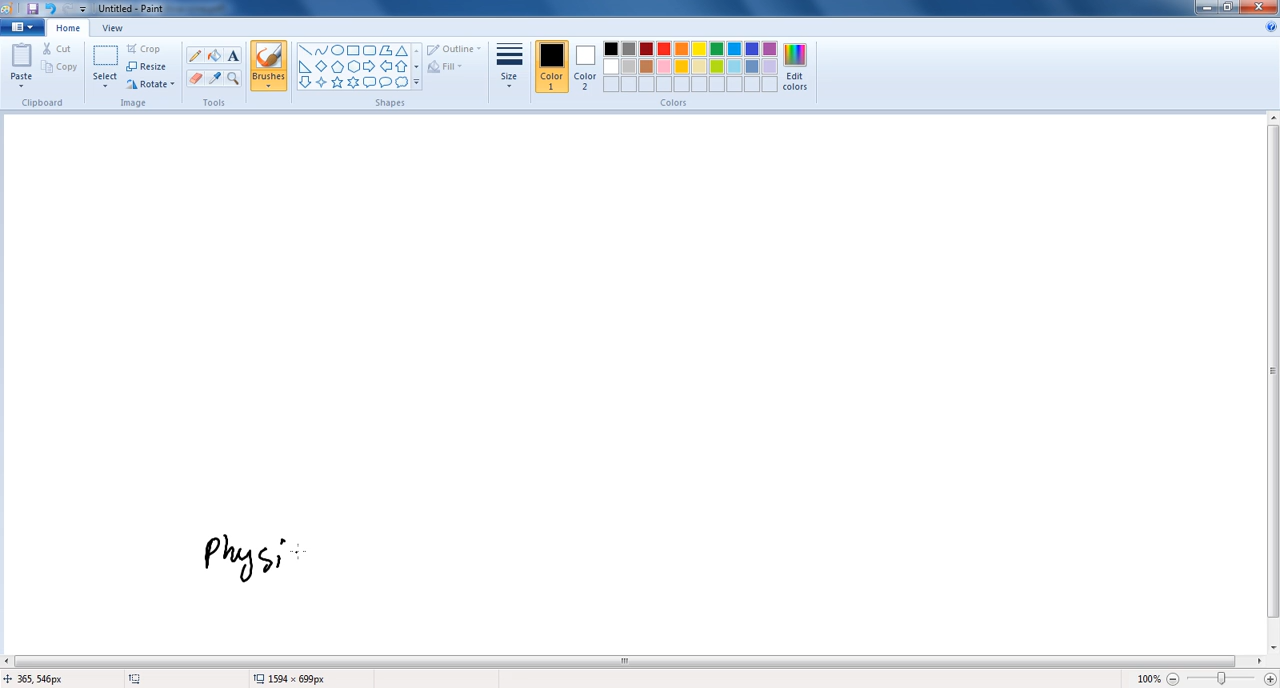 Untitled - Paint
Home View
Paste
Cut
Copy
Clipboard
Select
Crop
Resize
Rotate
Image
Tools
Brushes
Outline
Fill
Shapes
Size
Color 1
Color 2
Edit colors
Colors
Physi
365, 546px
1594 × 699px
100%